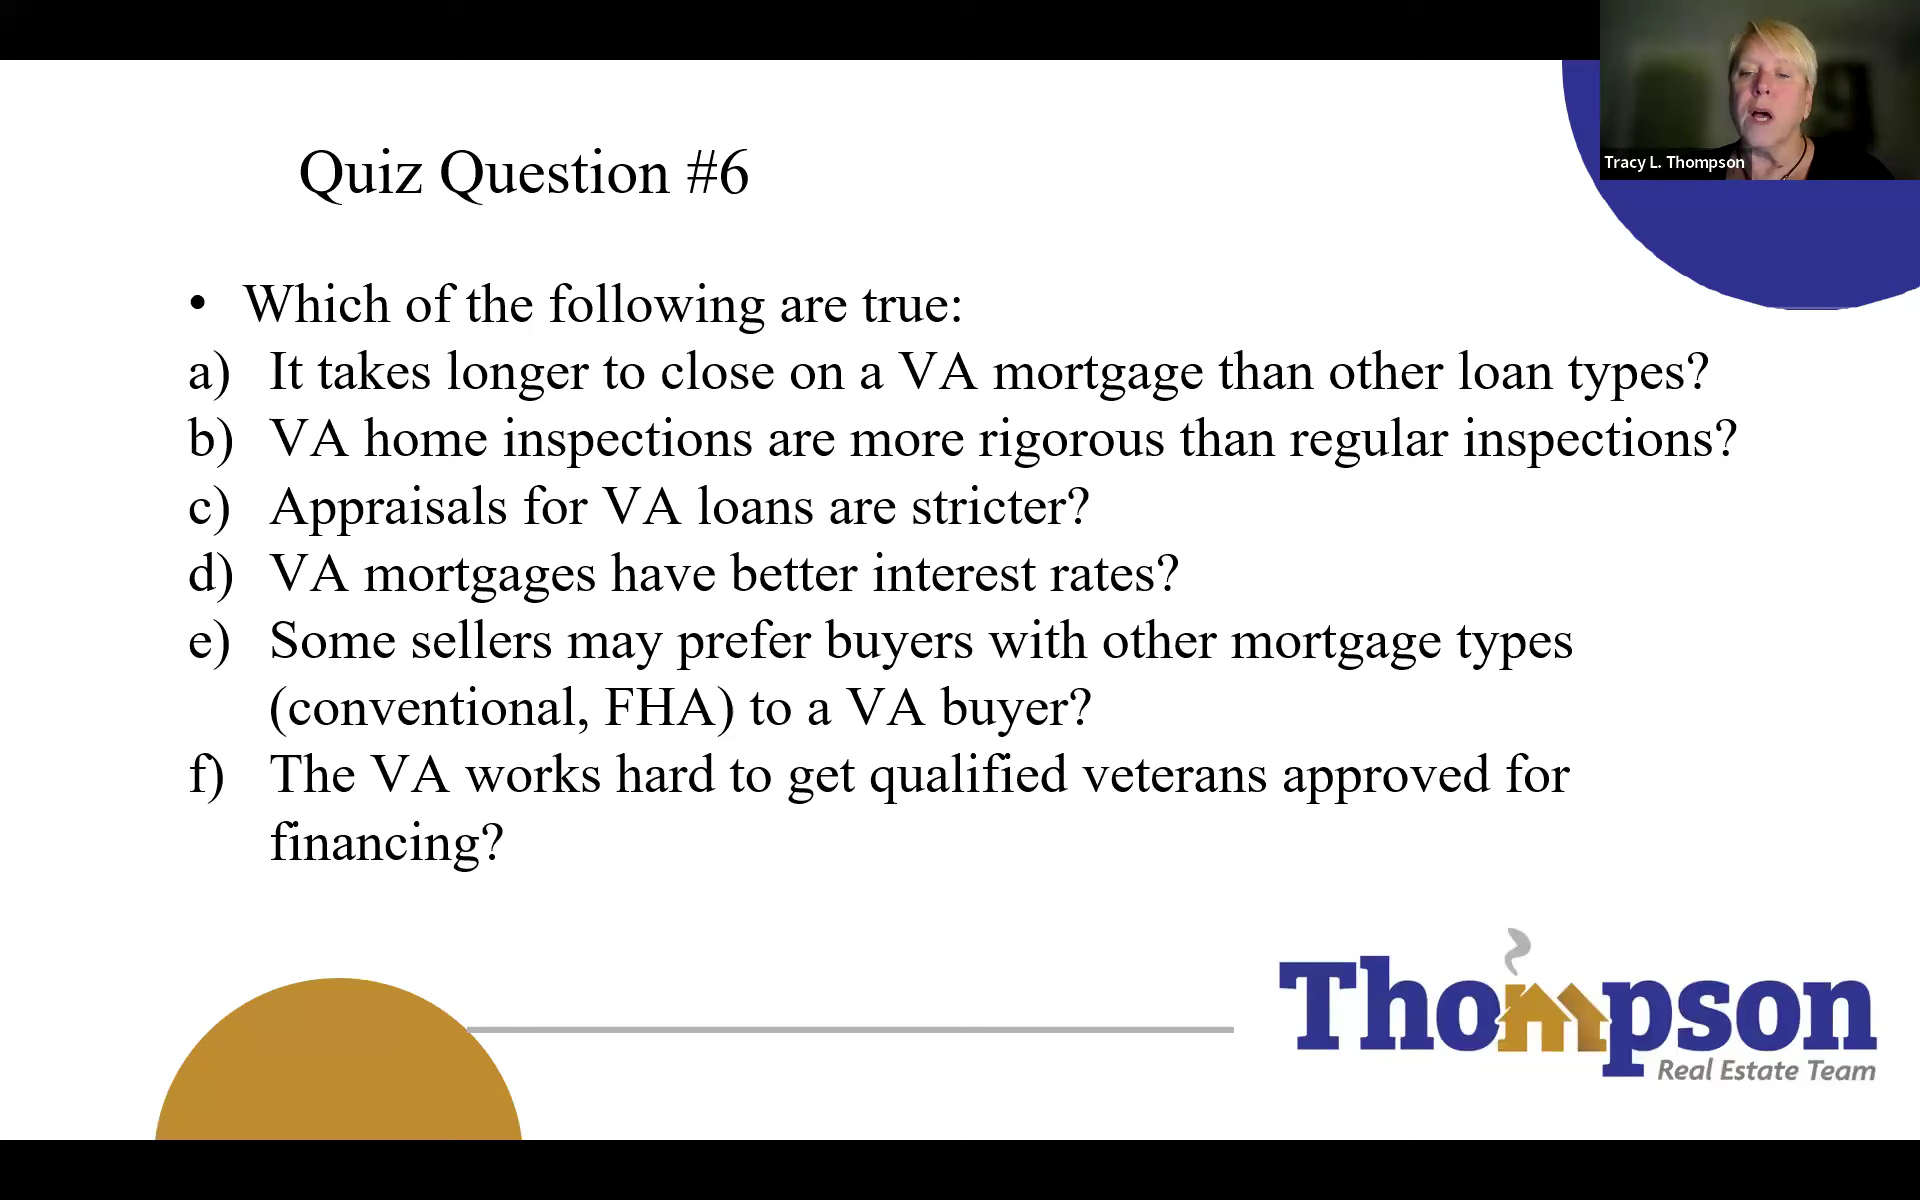 Tracy L. Thompson
Quiz Question #6
• Which of the following are true:
a) It takes longer to close on a VA mortgage than other loan types?
b) VA home inspections are more rigorous than regular inspections?
c) Appraisals for VA loans are stricter?
d) VA mortgages have better interest rates?
e) Some sellers may prefer buyers with other mortgage types
(conventional, FHA) to a VA buyer?
f) The VA works hard to get qualified veterans approved for
financing?
Thompson
Real Estate Team